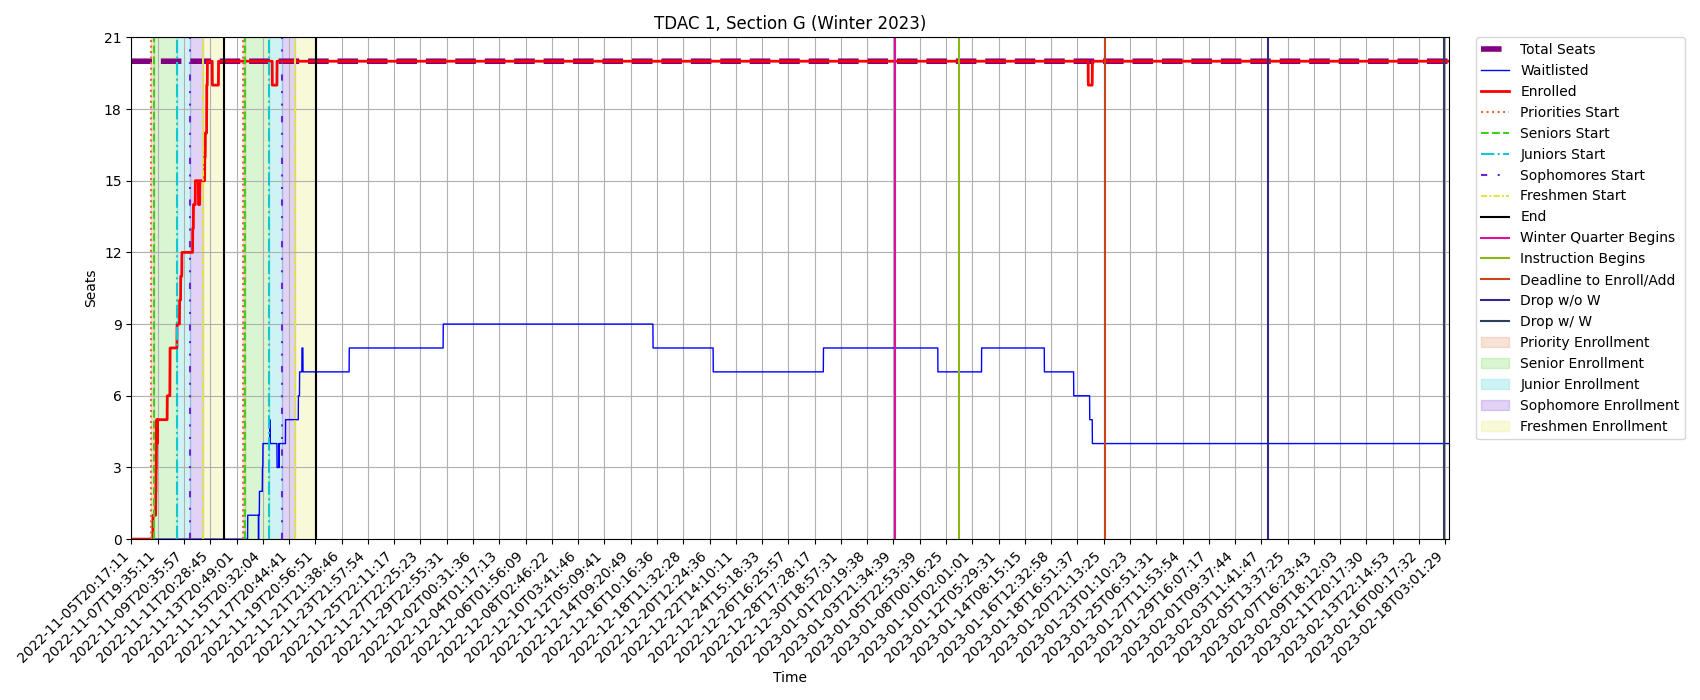 TDAC 1, Section G (Winter 2023)
21
18
15
12
9
6
3
0
Seats
2022-11-05T20:17:11
2022-11-07T19:35:11
2022-11-09T20:35:57
2022-11-11T20:28:45
2022-11-13T20:49:01
2022-11-15T20:32:04
2022-11-17T20:44:41
2022-11-19T20:56:51
2022-11-21T21:38:46
2022-11-23T21:57:54
2022-11-25T22:11:17
2022-11-27T22:25:23
2022-11-29T22:55:31
2022-12-02T00:31:36
2022-12-04T01:17:13
2022-12-06T01:56:09
2022-12-08T02:46:22
2022-12-10T03:41:46
2022-12-12T05:09:41
2022-12-14T09:20:49
2022-12-16T10:16:36
2022-12-18T11:32:28
2022-12-20T12:24:36
2022-12-22T14:10:11
2022-12-24T15:18:33
2022-12-26T16:25:57
2022-12-28T17:28:17
2022-12-30T18:57:31
2023-01-01T20:19:38
2023-01-03T21:34:39
2023-01-05T22:53:39
2023-01-08T00:16:25
2023-01-10T02:01:01
2023-01-12T05:29:31
2023-01-14T08:15:15
2023-01-16T12:32:58
2023-01-18T16:51:37
2023-01-20T21:13:25
2023-01-23T01:10:23
2023-01-25T06:51:31
2023-01-27T11:53:54
2023-01-29T16:07:17
2023-02-01T09:37:44
2023-02-03T11:41:47
2023-02-05T13:37:25
2023-02-07T16:23:43
2023-02-09T18:12:03
2023-02-11T20:17:30
2023-02-13T22:14:53
2023-02-16T00:17:32
2023-02-18T03:01:29
Time
Total Seats
Waitlisted
Enrolled
Priorities Start
Seniors Start
Juniors Start
Sophomores Start
Freshmen Start
End
Winter Quarter Begins
Instruction Begins
Deadline to Enroll/Add
Drop w/o W
Drop w/ W
Priority Enrollment
Senior Enrollment
Junior Enrollment
Sophomore Enrollment
Freshmen Enrollment